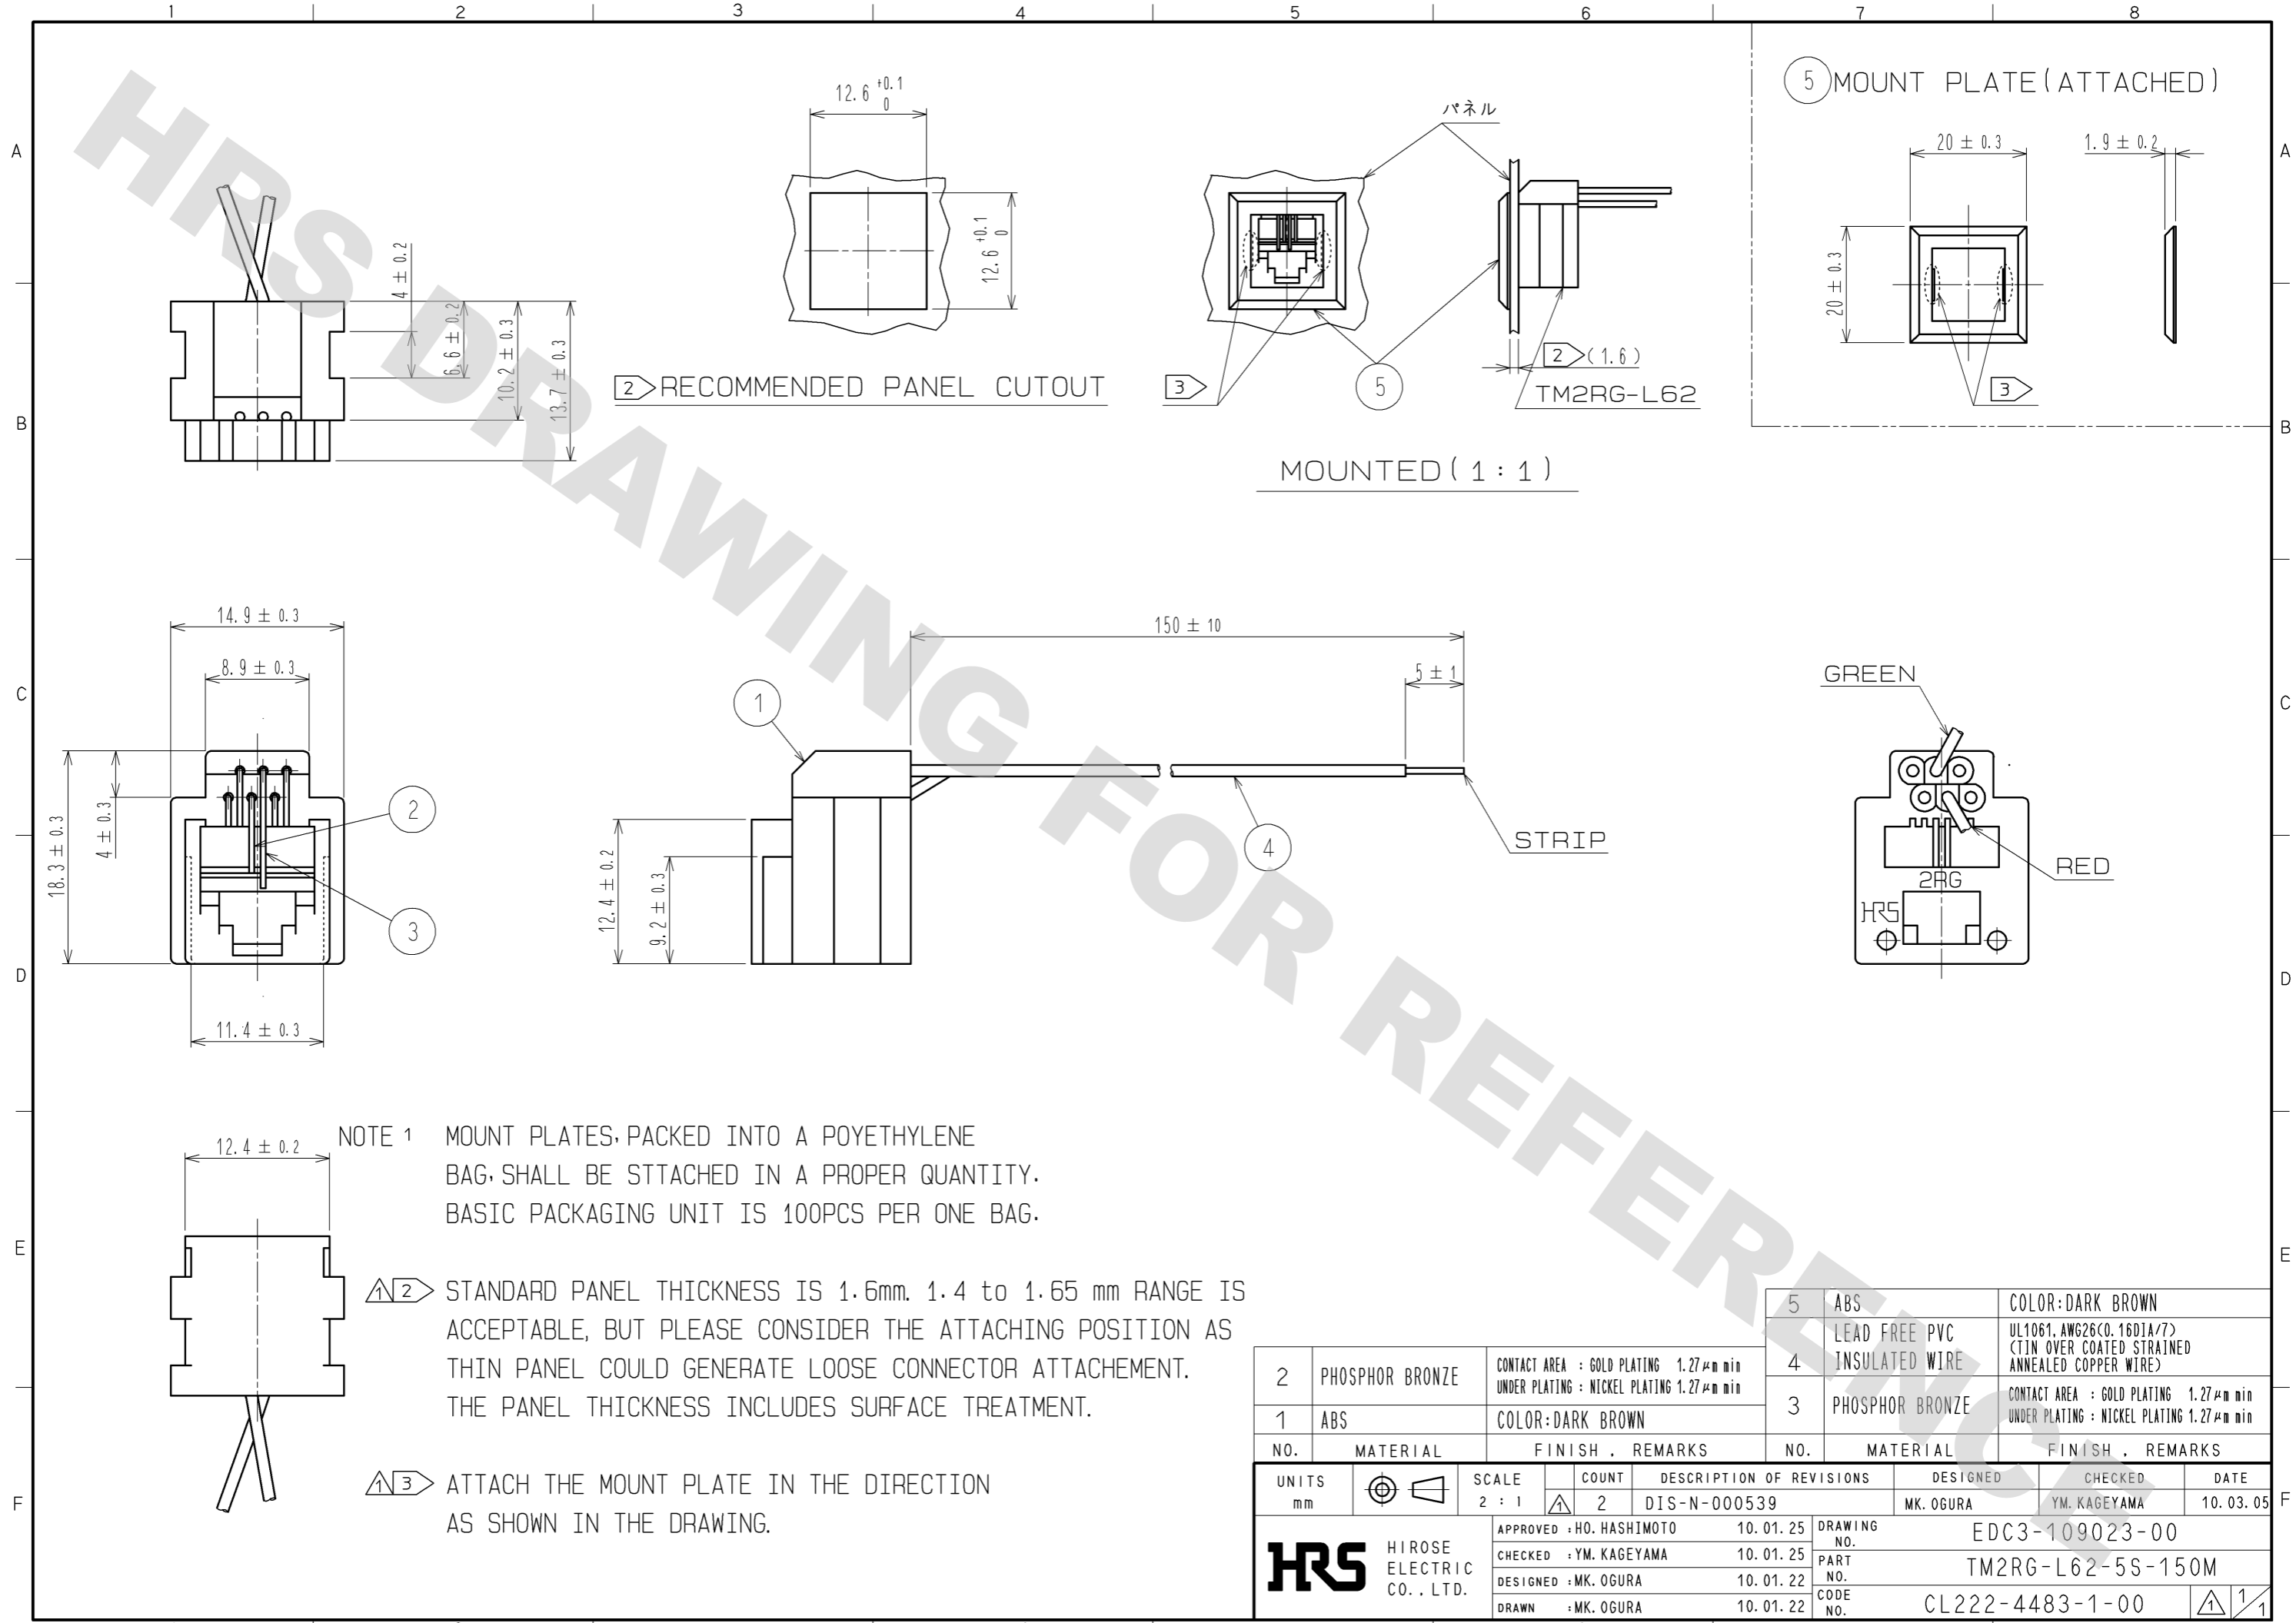 1 2 3 4 5 6 7 8
A
B
C
D
E
F
A
B
C
D
E
F
HRS DRAWING FOR REFERENCE
4 ± 0.2
6.6 ± 0.2
10.2 ± 0.3
13.7 ± 0.3
12.6 +0.1 0
12.6 +0.1 0
2 RECOMMENDED PANEL CUTOUT
パネル
3
5
2 (1.6)
TM2RG-L62
MOUNTED(1:1)
5 MOUNT PLATE(ATTACHED)
20 ± 0.3
1.9 ± 0.2
20 ± 0.3
3
14.9 ± 0.3
8.9 ± 0.3
18.3 ± 0.3
4 ± 0.3
2
3
11.4 ± 0.3
150 ± 10
5 ± 1
1
4
STRIP
12.4 ± 0.2
9.2 ± 0.3
GREEN
RED
2RG
HRS
12.4 ± 0.2
NOTE 1 MOUNT PLATES, PACKED INTO A POYETHYLENE
BAG, SHALL BE STTACHED IN A PROPER QUANTITY.
BASIC PACKAGING UNIT IS 100PCS PER ONE BAG.
1 2 STANDARD PANEL THICKNESS IS 1.6mm. 1.4 to 1.65 mm RANGE IS
ACCEPTABLE, BUT PLEASE CONSIDER THE ATTACHING POSITION AS
THIN PANEL COULD GENERATE LOOSE CONNECTOR ATTACHEMENT.
THE PANEL THICKNESS INCLUDES SURFACE TREATMENT.
1 3 ATTACH THE MOUNT PLATE IN THE DIRECTION
AS SHOWN IN THE DRAWING.
2 PHOSPHOR BRONZE CONTACT AREA : GOLD PLATING 1.27μm min
UNDER PLATING : NICKEL PLATING 1.27μm min
1 ABS COLOR:DARK BROWN
NO. MATERIAL FINISH , REMARKS
5 ABS COLOR:DARK BROWN
4 LEAD FREE PVC
INSULATED WIRE
UL1061, AWG26(0.16DIA/7)
(TIN OVER COATED STRAINED
ANNEALED COPPER WIRE)
3 PHOSPHOR BRONZE CONTACT AREA : GOLD PLATING 1.27μm min
UNDER PLATING : NICKEL PLATING 1.27μm min
NO. MATERIAL FINISH , REMARKS
UNITS
mm
SCALE
2 : 1
COUNT DESCRIPTION OF REVISIONS DESIGNED CHECKED DATE
1 2 DIS-N-000539 MK.OGURA YM.KAGEYAMA 10.03.05
HRS
HIROSE
ELECTRIC
CO.,LTD.
APPROVED :HO.HASHIMOTO 10.01.25
CHECKED :YM.KAGEYAMA 10.01.25
DESIGNED :MK.OGURA 10.01.22
DRAWN :MK.OGURA 10.01.22
DRAWING NO. EDC3-109023-00
PART NO. TM2RG-L62-5S-150M
CODE NO. CL222-4483-1-00
1 1/1